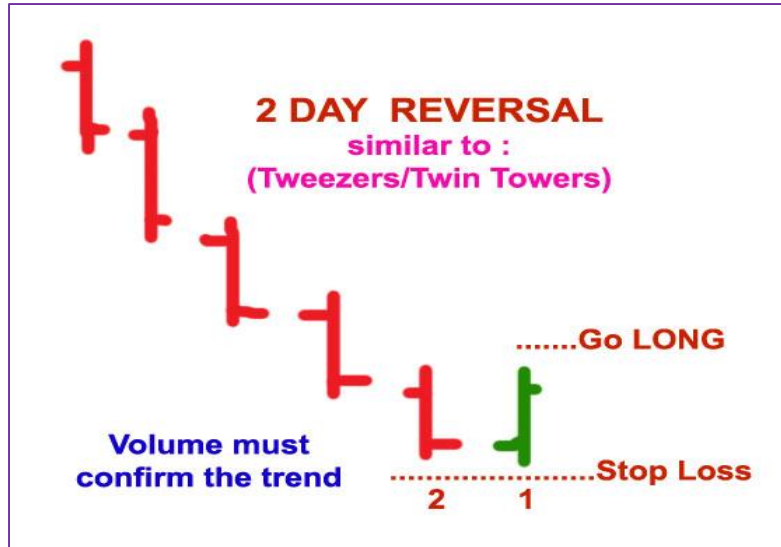 2 DAY REVERSAL
similar to :
(Tweezers/Twin Towers)
.......Go LONG
Volume must
confirm the trend
......................Stop Loss
2 1